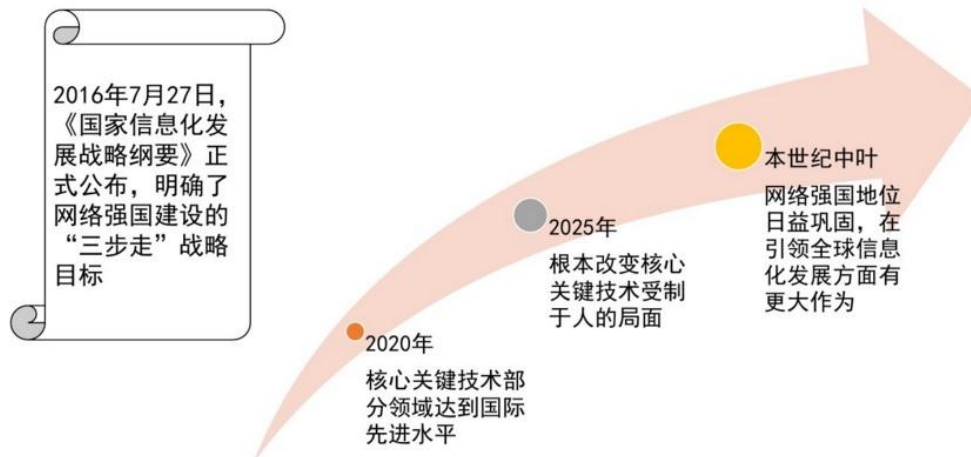 2016年7月27日，
《国家信息化发
展战略纲要》正
式公布，明确了
网络强国建设的
“三步走”战略
目标
2020年
核心关键技术部
分领域达到国际
先进水平
2025年
根本改变核心
关键技术受制
于人的局面
本世纪中叶
网络强国地位
日益巩固，在
引领全球信息
化发展方面有
更大作为